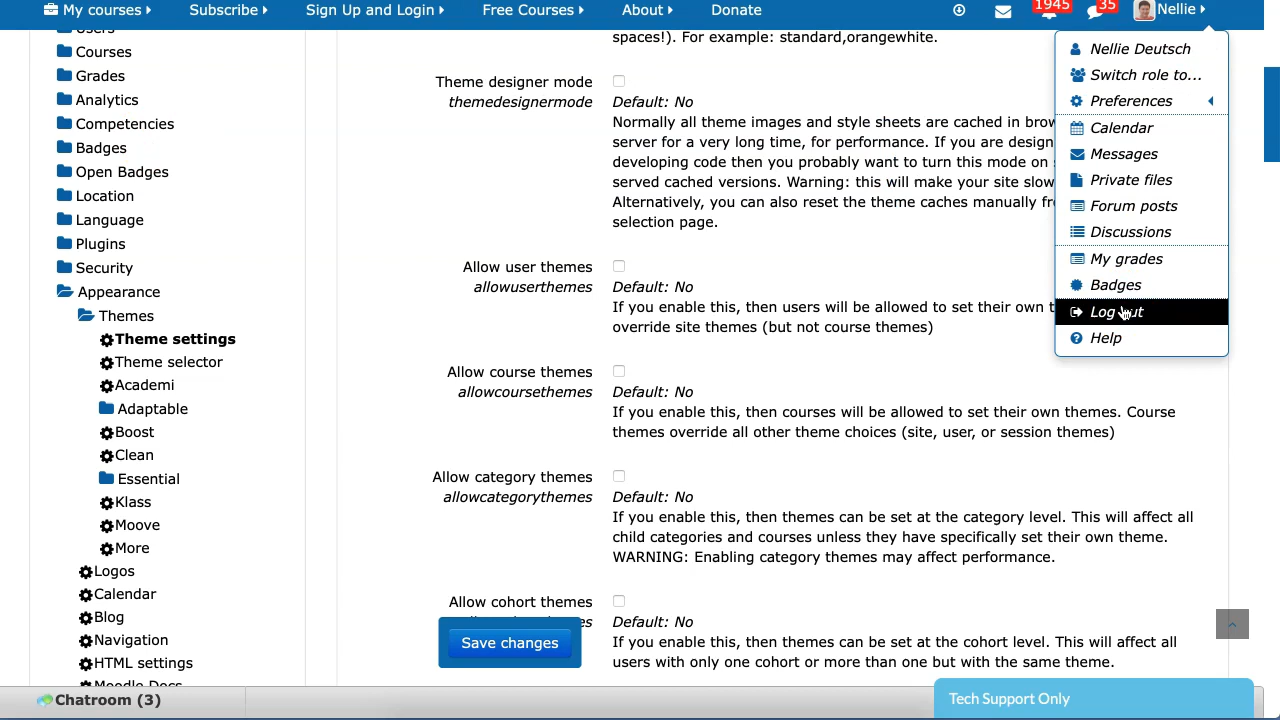 My courses
Subscribe
Sign Up and Login
Free Courses
About
Donate
1945
35
Nellie
Users
Courses
Grades
Analytics
Competencies
Badges
Open Badges
Location
Language
Plugins
Security
Appearance
Themes
Theme settings
Theme selector
Academi
Adaptable
Boost
Clean
Essential
Klass
Moove
More
Logos
Calendar
Blog
Navigation
HTML settings
Moodle Docs
spaces!). For example: standard,orangewhite.
Theme designer mode
themedesignermode
Default: No
Normally all theme images and style sheets are cached in
server for a very long time, for performance. If you are
developing code then you probably want to turn this mode on
served cached versions. Warning: this will make your site
Alternatively, you can also reset the theme caches manually
selection page.
Allow user themes
allowuserthemes
Default: No
If you enable this, then users will be allowed to set their own
override site themes (but not course themes)
Allow course themes
allowcoursethemes
Default: No
If you enable this, then courses will be allowed to set their own themes. Course
themes override all other theme choices (site, user, or session themes)
Allow category themes
allowcategorythemes
Default: No
If you enable this, then themes can be set at the category level. This will affect all
child categories and courses unless they have specifically set their own theme.
WARNING: Enabling category themes may affect performance.
Allow cohort themes
Default: No
If you enable this, then themes can be set at the cohort level. This will affect all
users with only one cohort or more than one but with the same theme.
Save changes
Nellie Deutsch
Switch role to...
Preferences
Calendar
Messages
Private files
Forum posts
Discussions
My grades
Badges
Log out
Help
Chatroom (3)
Tech Support Only